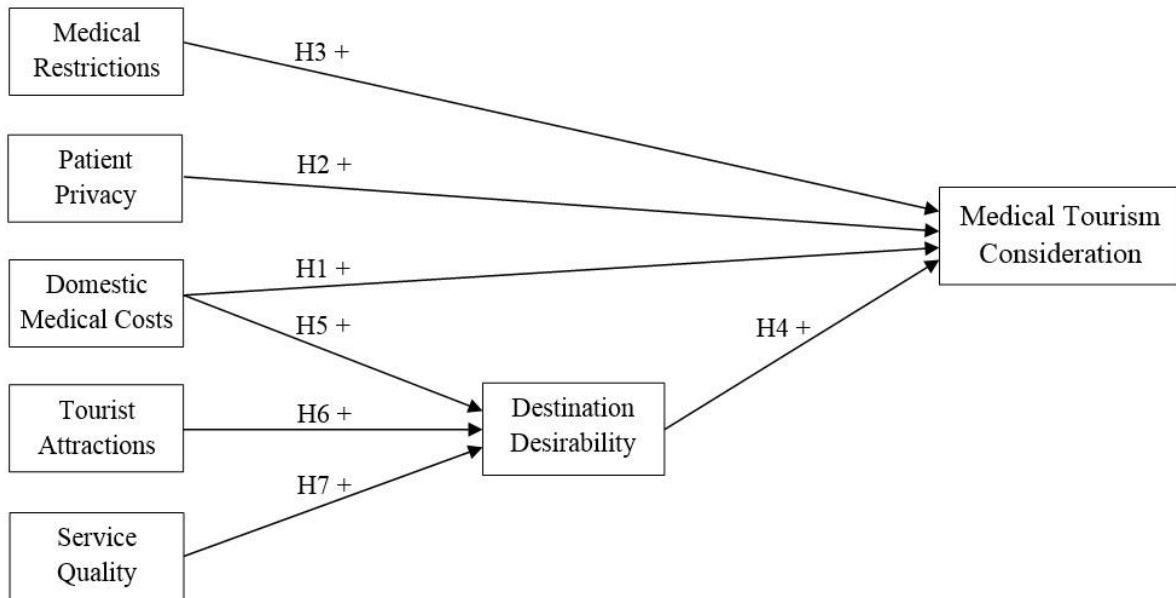 Medical
Restrictions
H3 +
Patient
Privacy
H2 +
Medical Tourism
Consideration
Domestic
Medical Costs
H1 +
H5 +
H4 +
Tourist
Attractions
H6 +
Destination
Desirability
H7 +
Service
Quality